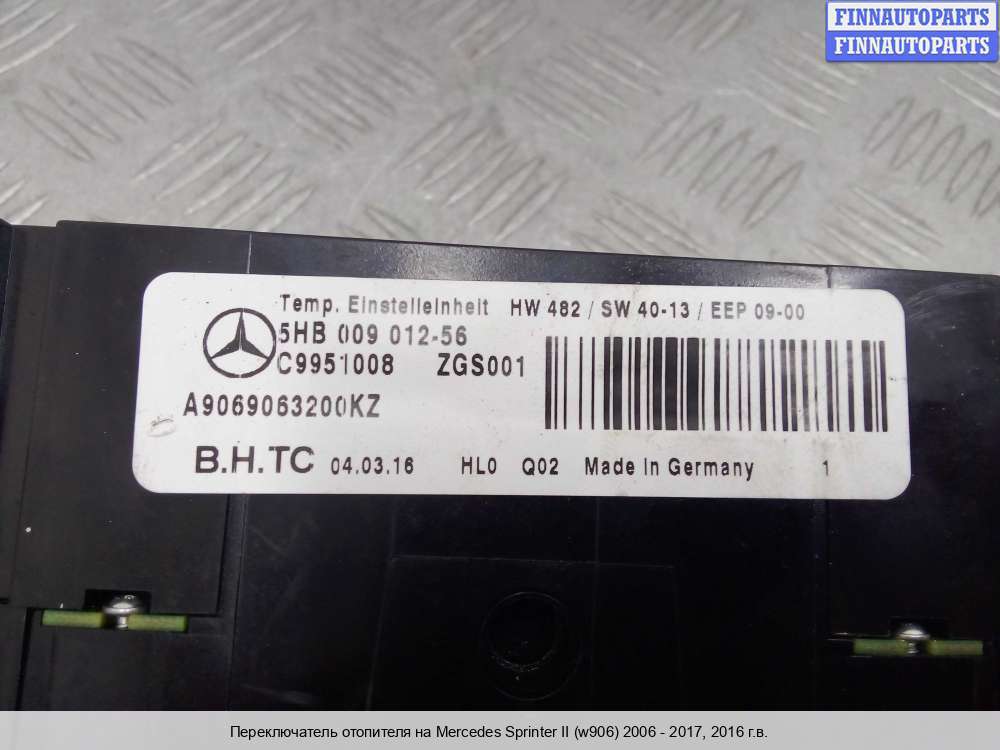 FINNAUTOPARTS
FINNAUTOPARTS
Temp. Einstelleinheit HW 482 / SW 40-13 / EEP 09-00
5HB 009 012-56
C9951008 ZGS001
A9069063200KZ
B.H.TC 04.03.16 HL0 Q02 Made in Germany 1
Переключатель отопителя на Mercedes Sprinter II (w906) 2006 - 2017, 2016 г.в.